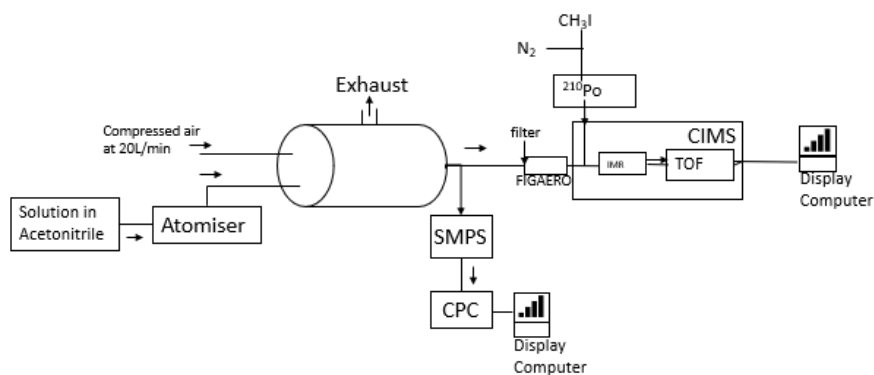 CH₃I
N₂
²¹⁰Po
Exhaust
Compressed air
at 20L/min
filter
CIMS
IMR
TOF
FIGAERO
Display
Computer
Solution in
Acetonitrile
Atomiser
SMPS
CPC
Display
Computer